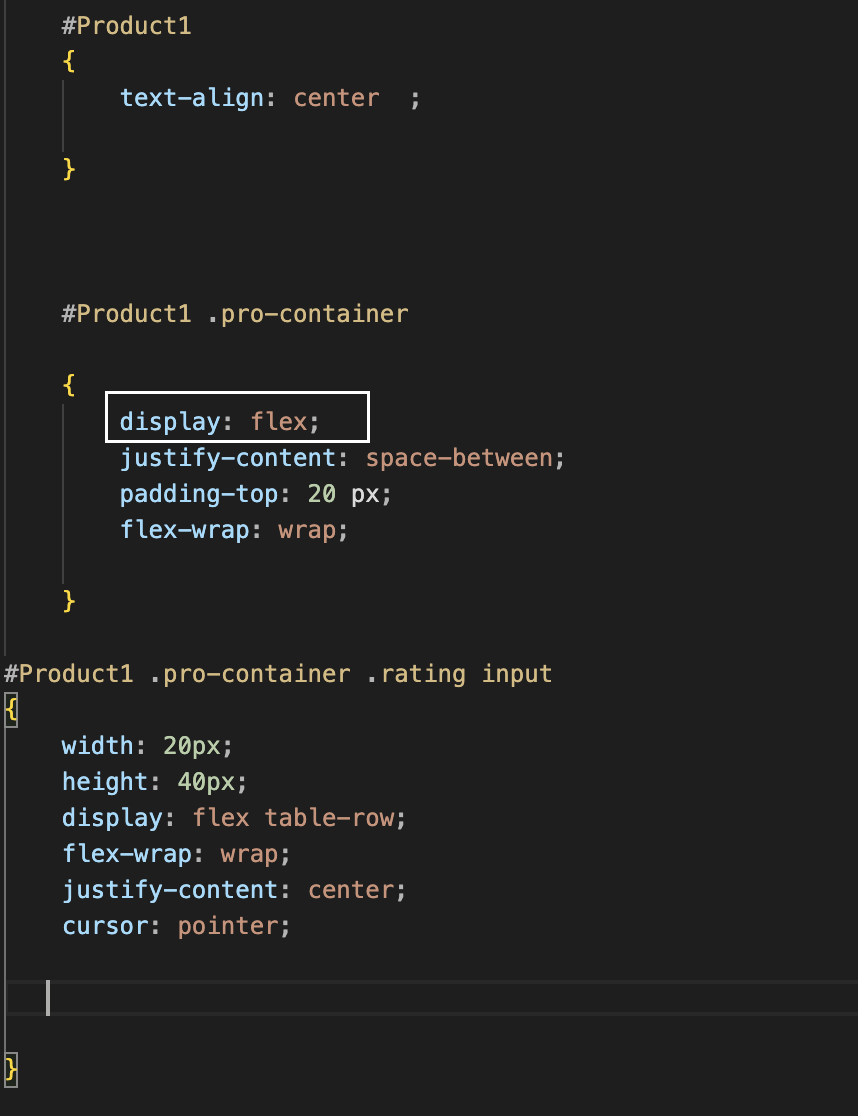 #Product1
{
text-align: center  ;
}
#Product1 .pro-container
{
display: flex;
justify-content: space-between;
padding-top: 20 px;
flex-wrap: wrap;
}
#Product1 .pro-container .rating input
{
width: 20px;
height: 40px;
display: flex table-row;
flex-wrap: wrap;
justify-content: center;
cursor: pointer;
}